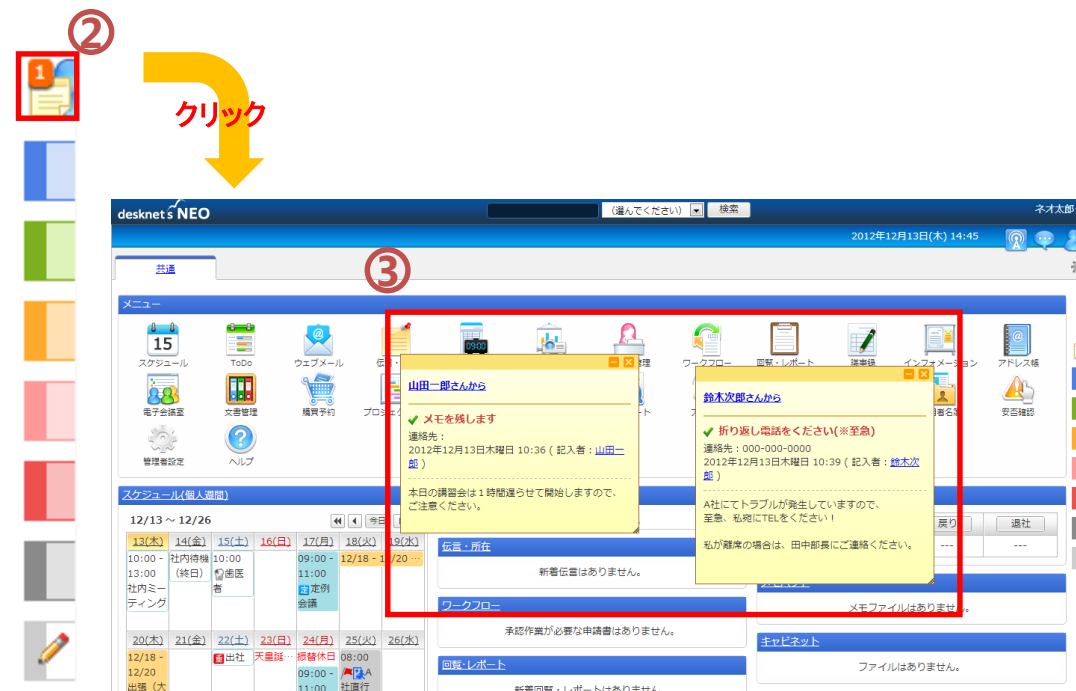 ②
1
クリック
desknet's NEO
(選んでください)
検索
ネオ太郎
2012年12月13日(木) 14:45
共通
③
メニュー
15
09:00
スケジュール
ToDo
ウェブメール
ワークフロー
回覧・レポート
議事録
インフォメーション
アドレス帳
電子会議室
文書管理
購買予約
安否確認
管理者設定
ヘルプ
山田一郎さんから
メモを残します
連絡先：
2012年12月13日木曜日 10:36 ( 記入者：山田一
郎 )
本日の講習会は１時間遅らせて開始しますので、
ご注意ください。
鈴木次郎さんから
折り返し電話をください(※至急)
連絡先：000-000-0000
2012年12月13日木曜日 10:39 ( 記入者：鈴木次
郎 )
A社にてトラブルが発生していますので、
至急、私宛にTELをください！
私が離席の場合は、田中部長にご連絡ください。
スケジュール(個人週間)
12/13 ～ 12/26
13(木) 14(金) 15(土) 16(日) 17(月) 18(火) 19(水)
10:00 -
13:00
社内ミー
ティング
社内待機
（終日）
10:00
歯医
者
09:00 -
11:00
定例
会議
12/18 - 12/20 …
20(木) 21(金) 22(土) 23(日) 24(月) 25(火) 26(水)
12/18 -
12/20
出張（大
出社
天皇誕…
振替休日
09:00 -
11:00
08:00
A
社直行
戻り
退社
---
---
伝言・所在
新着伝言はありません。
ワークフロー
承認作業が必要な申請書はありません。
回覧・レポート
新着回覧・レポートはありません。
メモファイルはありません。
キャビネット
ファイルはありません。